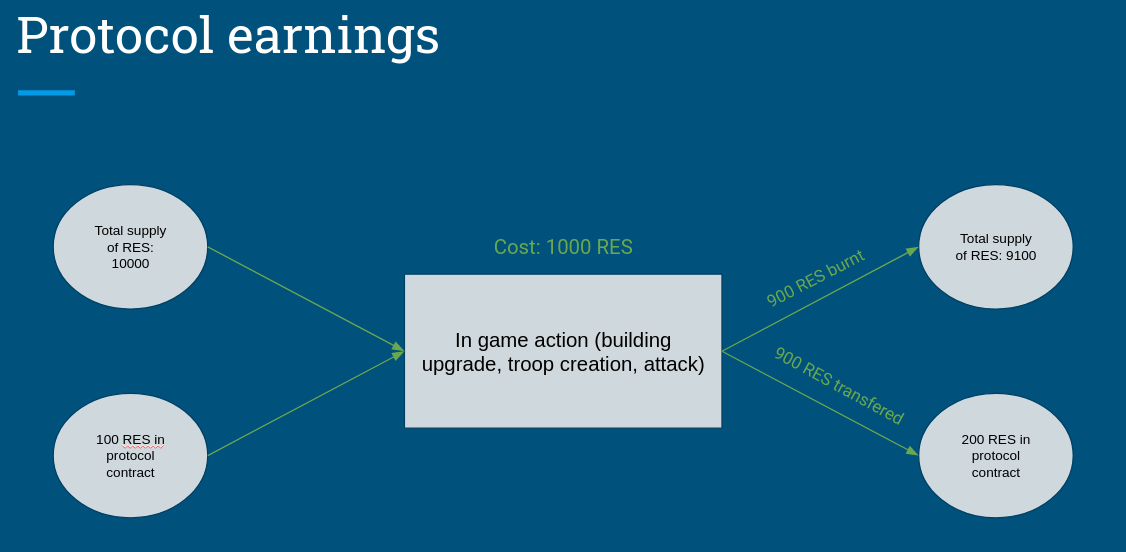 Protocol earnings
Total supply
of RES:
10000
100 RES in
protocol
contract
Cost: 1000 RES
In game action (building
upgrade, troop creation, attack)
900 RES burnt
900 RES transfered
Total supply
of RES: 9100
200 RES in
protocol
contract